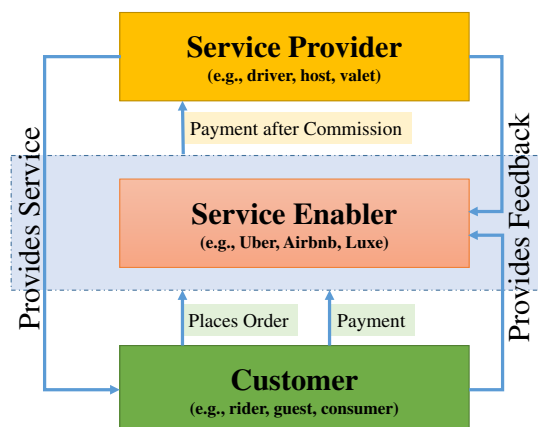 Service Provider
(e.g., driver, host, valet)
Payment after Commission
Provides Service
Provides Feedback
Service Enabler
(e.g., Uber, Airbnb, Luxe)
Places Order
Payment
Customer
(e.g., rider, guest, consumer)